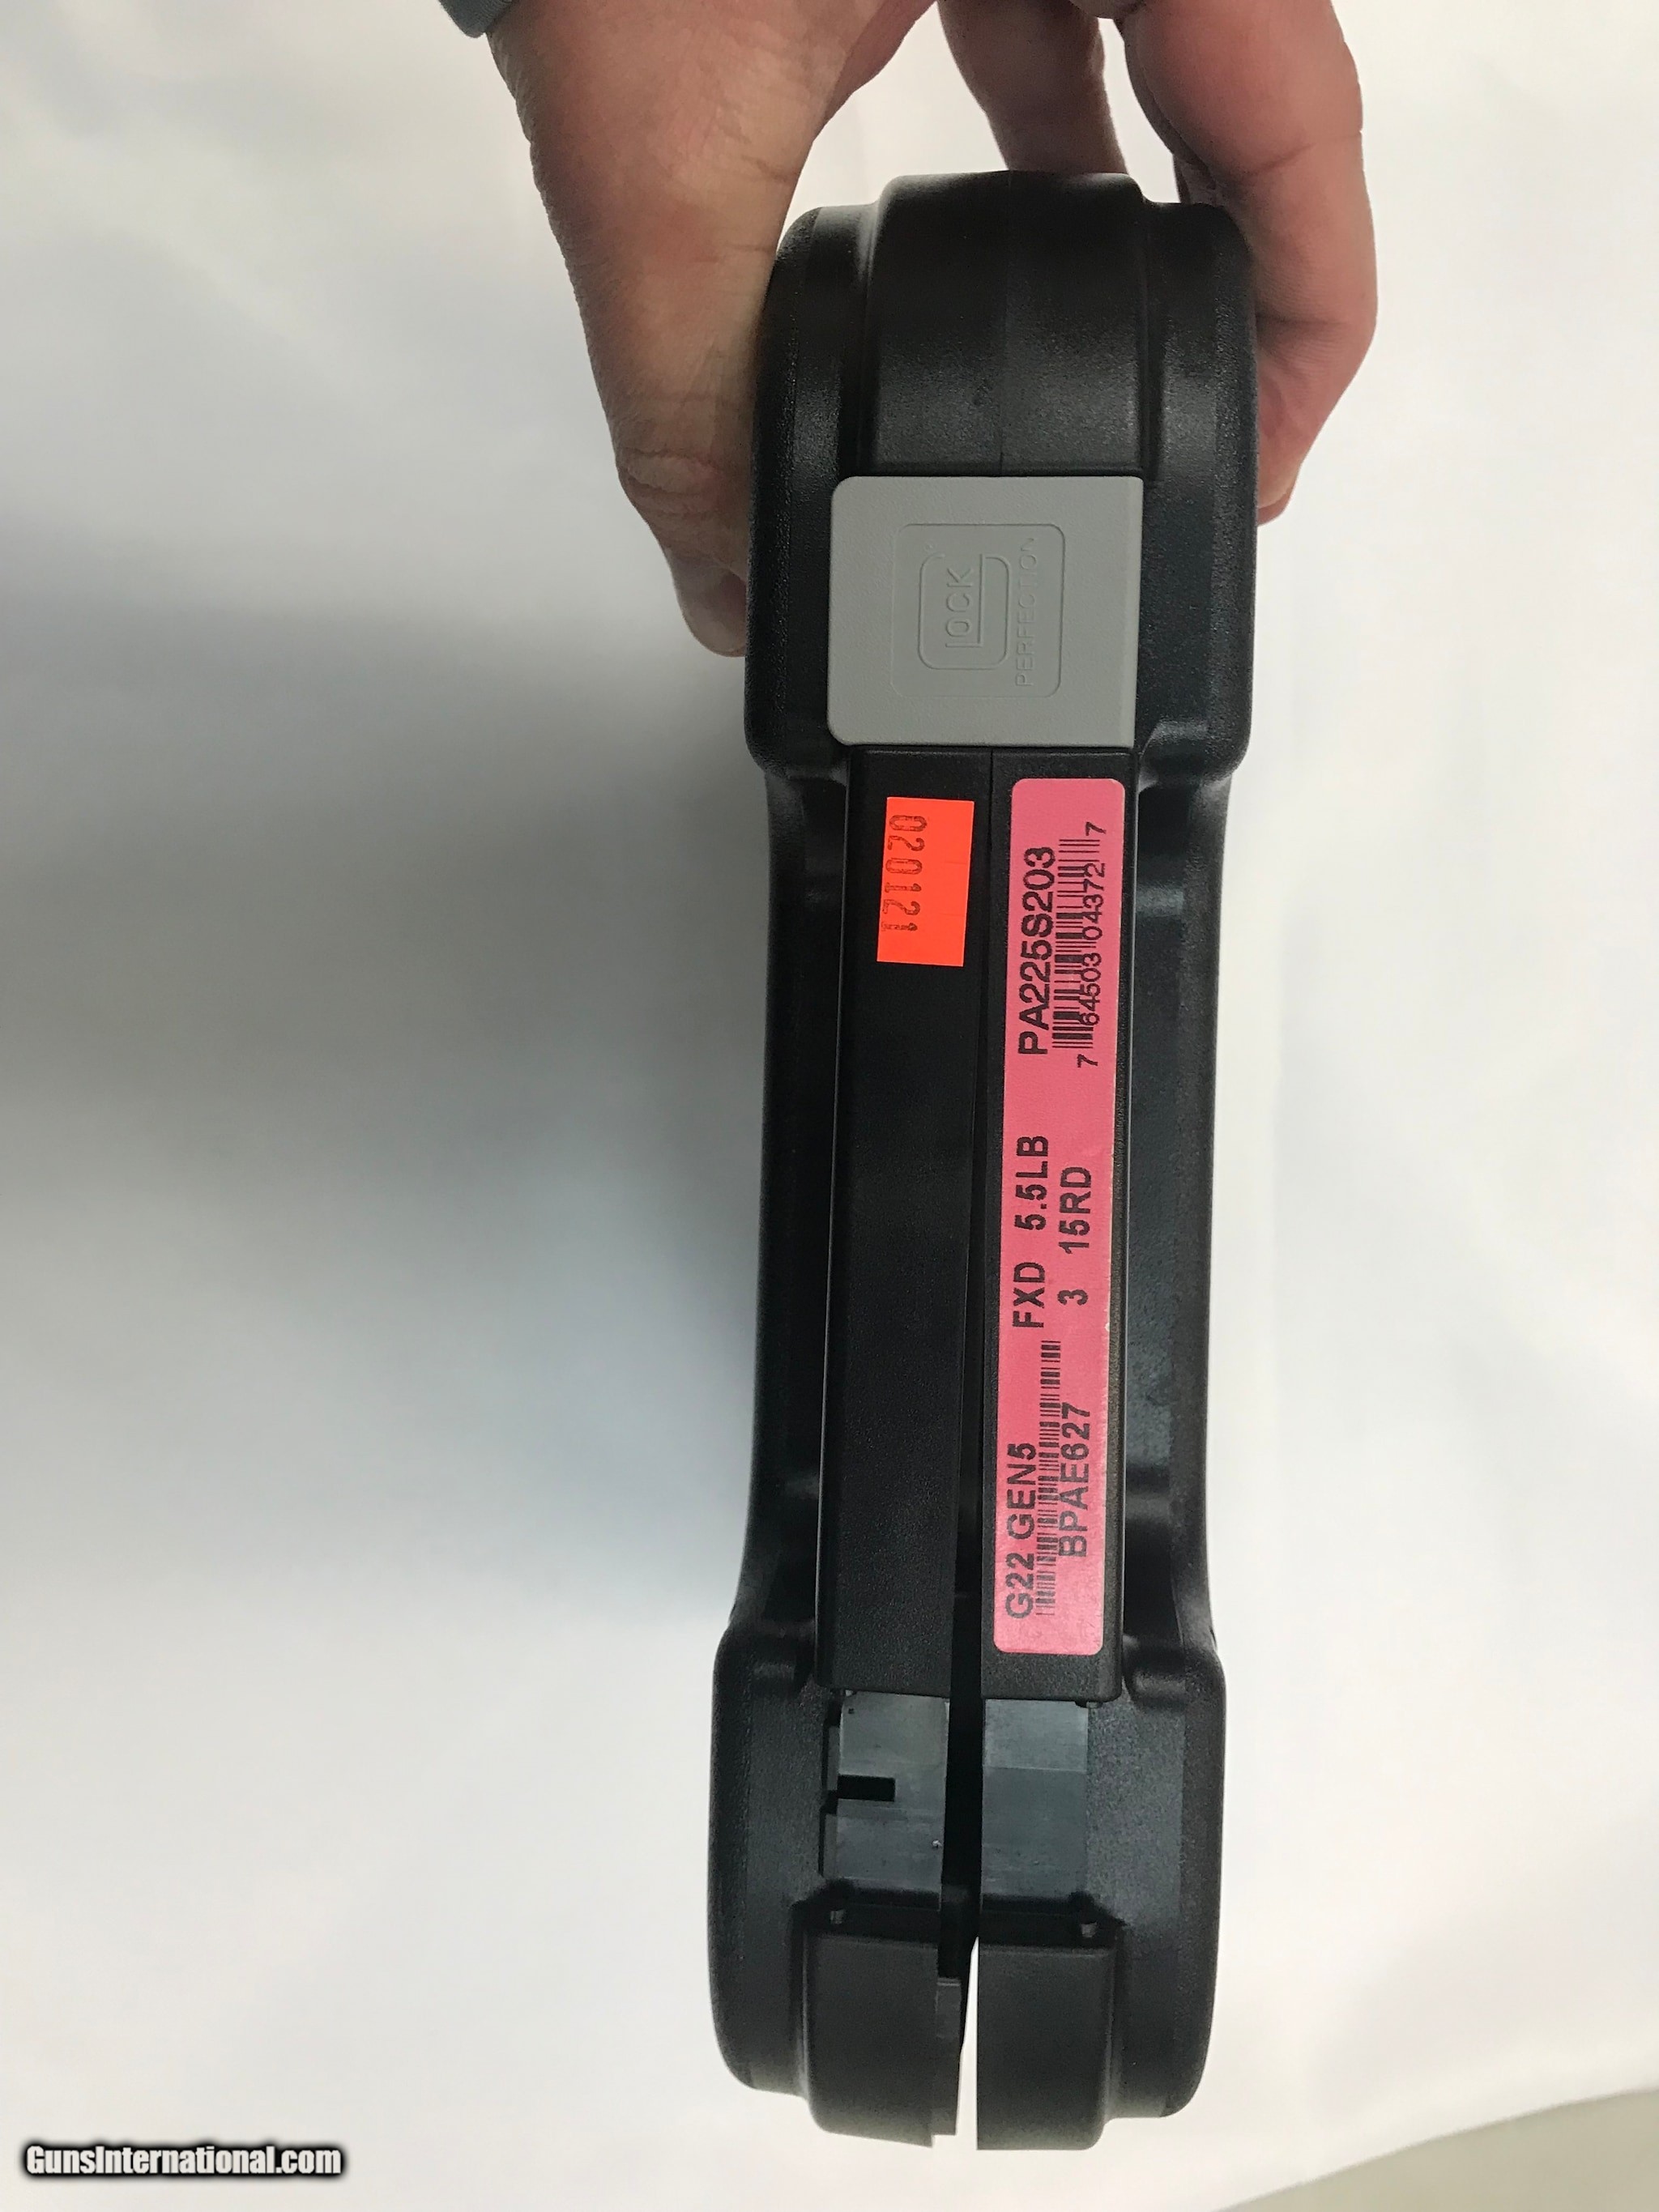 GLOCK
PERFECTION
020121
G22 GEN5 FXD 5.5LB PA225S203
BPAE627 3 15RD
7 64503 04372 7
GunsInternational.com